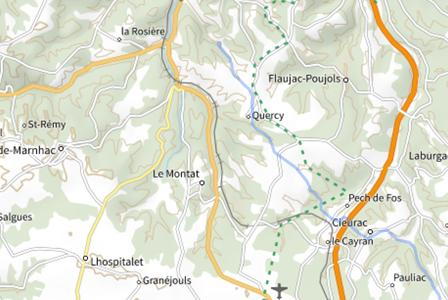 la Rosière
Flaujac-Poujols
Quercy
St-Rémy
de-Marnhac
Laburga
Le Montat
Pech de Fos
Salgues
Cieurac
le Cayran
Lhospitalet
Granéjouls
Pauliac